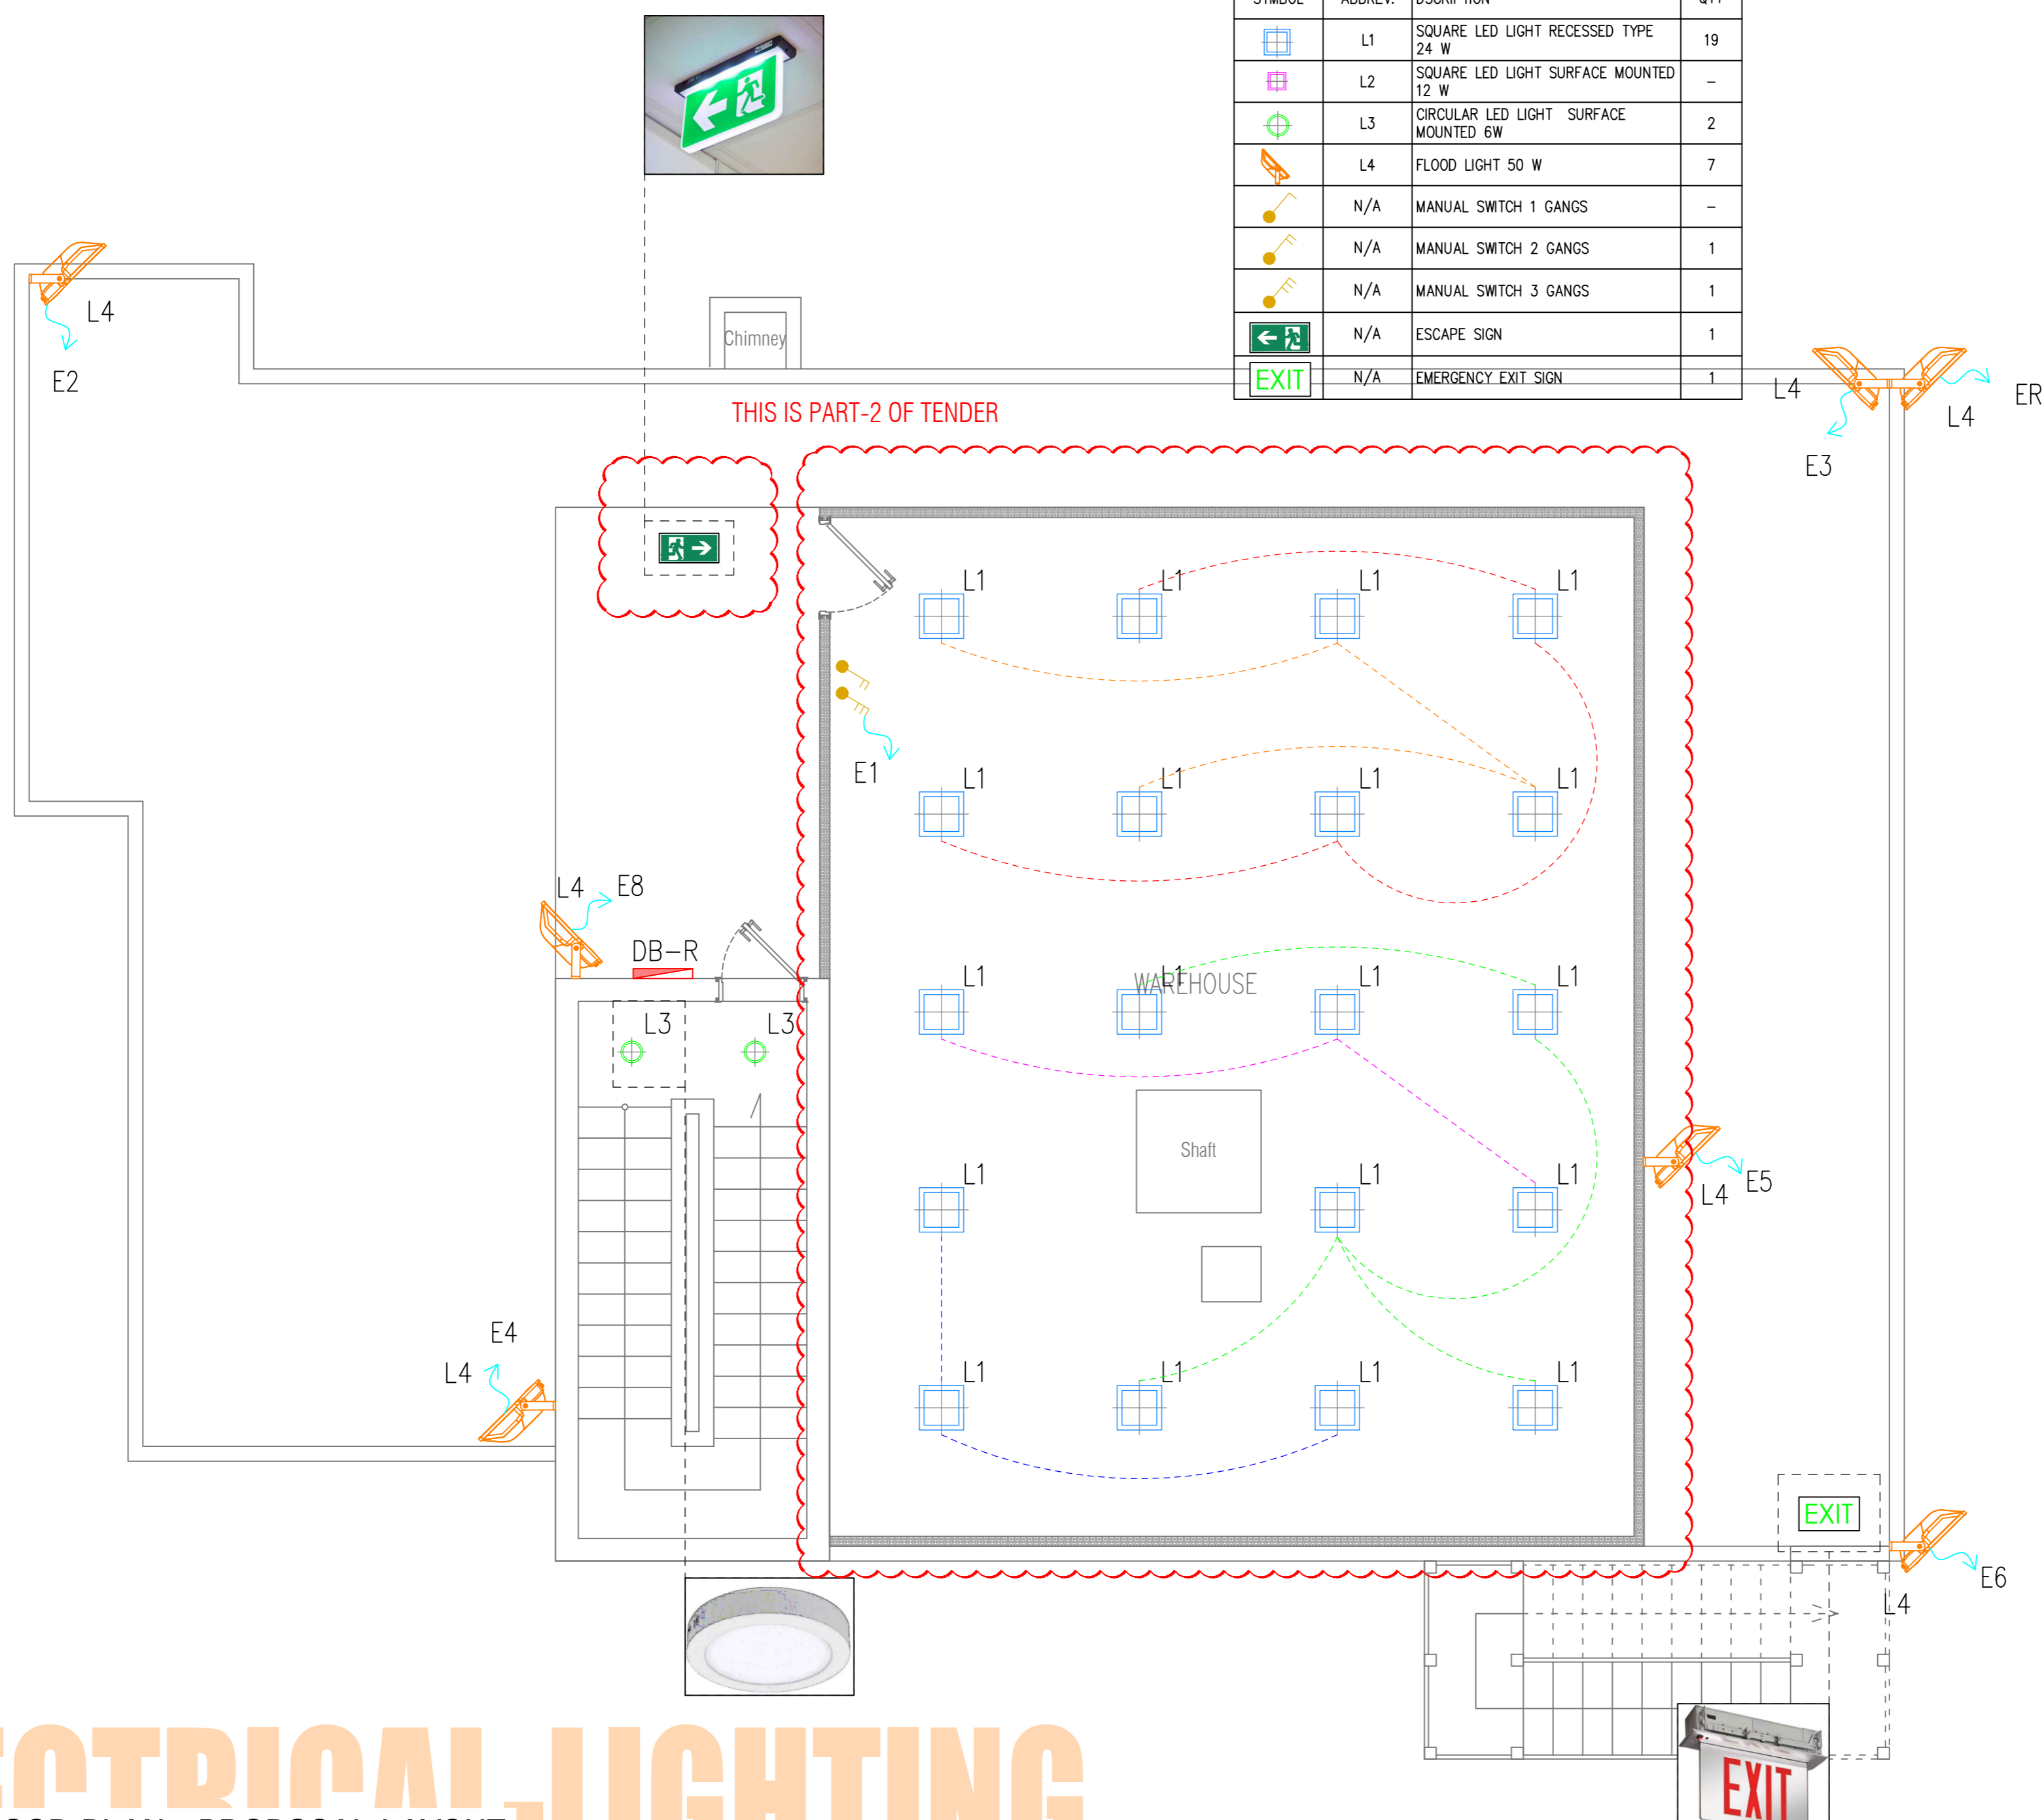 SYMBOL ABBREV. DSCRIPTION QTY
L1 SQUARE LED LIGHT RECESSED TYPE 24 W 19
L2 SQUARE LED LIGHT SURFACE MOUNTED 12 W –
L3 CIRCULAR LED LIGHT SURFACE MOUNTED 6W 2
L4 FLOOD LIGHT 50 W 7
N/A MANUAL SWITCH 1 GANGS –
N/A MANUAL SWITCH 2 GANGS 1
N/A MANUAL SWITCH 3 GANGS 1
N/A ESCAPE SIGN 1
EXIT N/A EMERGENCY EXIT SIGN 1
L4
E2
Chimney
L4
L4
ER
E3
THIS IS PART-2 OF TENDER
L1 L1 L1 L1
E1
L1 L1 L1 L1
L4 E8
DB-R
L1 L1 L1 L1
WAREHOUSE
L3 L3
Shaft
L1 L1 L1
L4 E5
E4
L4
L1 L1 L1 L1
EXIT
E6
L4
ECTRICAL-LIGHTING
EXIT